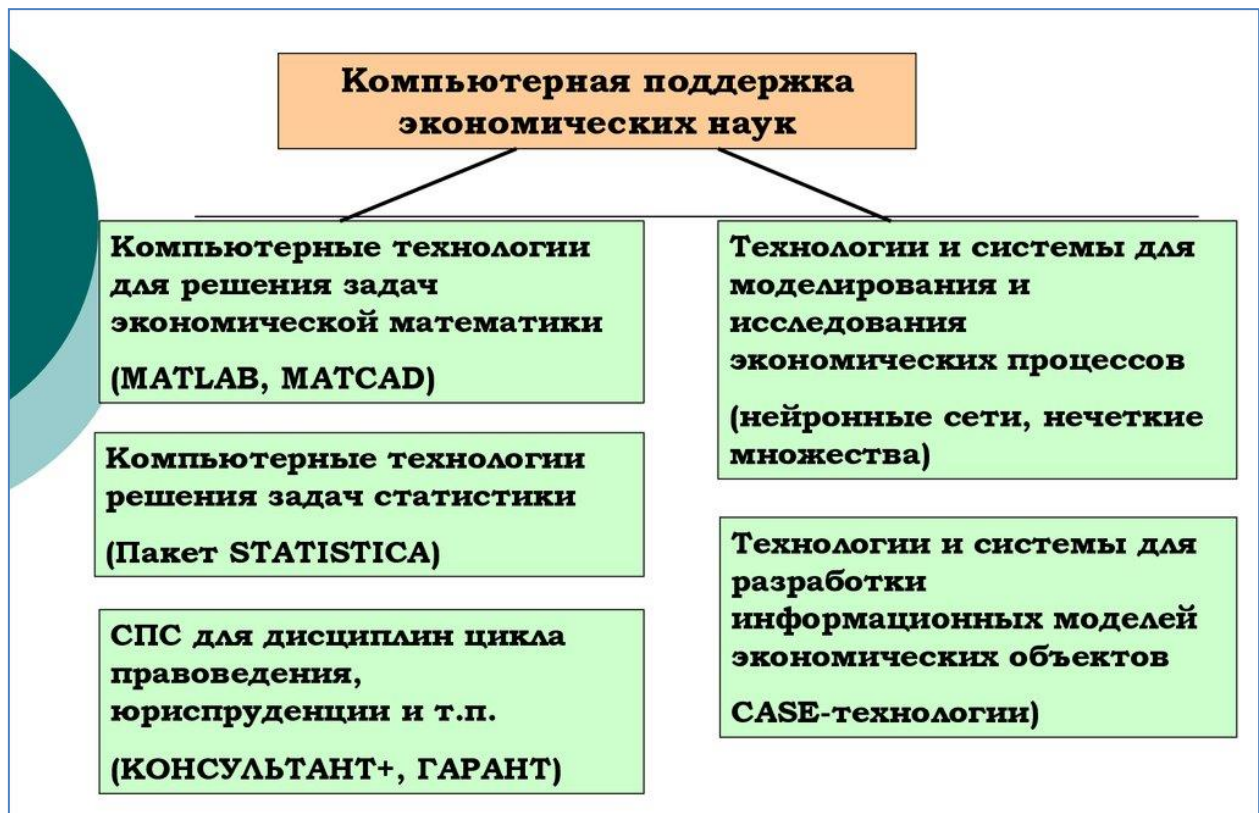 Компьютерная поддержка
экономических наук
Компьютерные технологии
для решения задач
экономической математики
(MATLAB, MATCAD)
Компьютерные технологии
решения задач статистики
(Пакет STATISTICA)
СПС для дисциплин цикла
правоведения,
юриспруденции и т.п.
(КОНСУЛЬТАНТ+, ГАРАНТ)
Технологии и системы для
моделирования и
исследования
экономических процессов
(нейронные сети, нечеткие
множества)
Технологии и системы для
разработки
информационных моделей
экономических объектов
CASE-технологии)